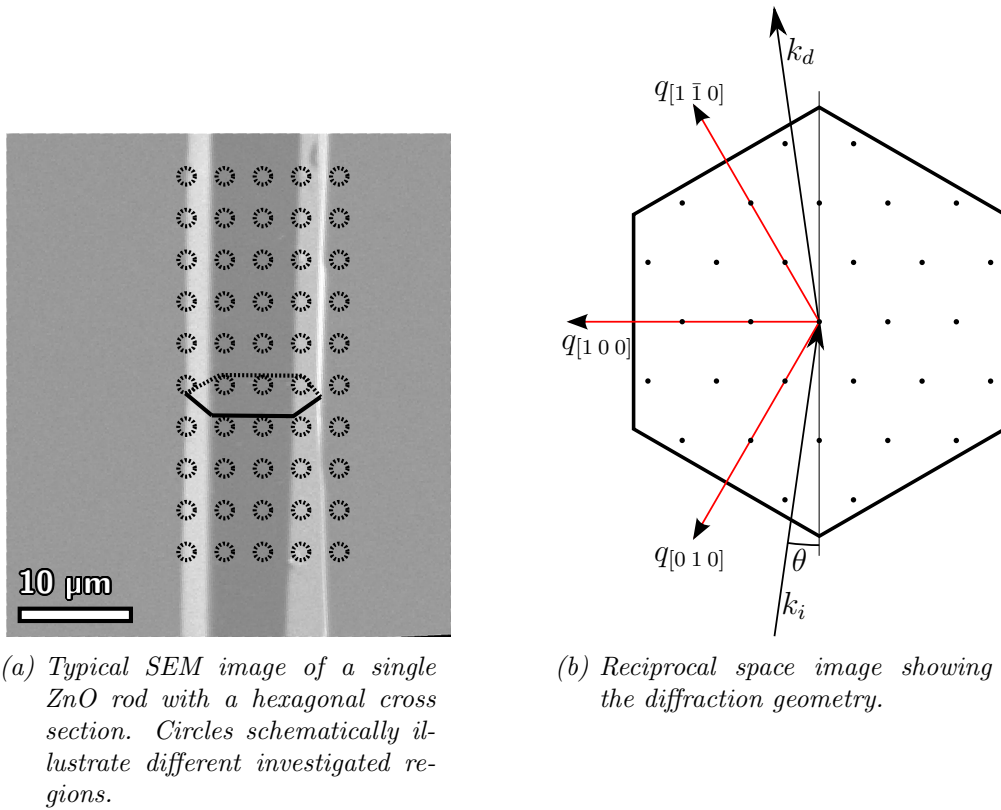 10 µm
k_d
q_{[1 \bar{1} 0]}
q_{[1 0 0]}
q_{[0 1 0]}
θ
k_i
(a) Typical SEM image of a single
ZnO rod with a hexagonal cross
section. Circles schematically il-
lustrate different investigated re-
gions.
(b) Reciprocal space image showing
the diffraction geometry.